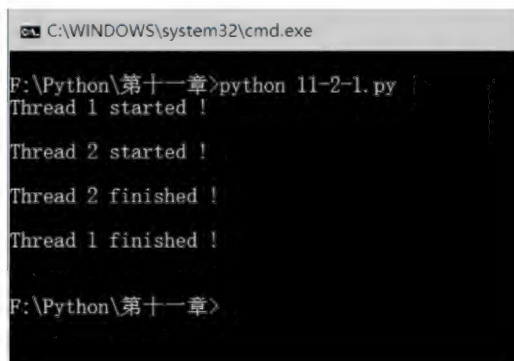 C:\WINDOWS\system32\cmd.exe
F:\Python\第十一章>python 11-2-1.py
Thread 1 started !
Thread 2 started !
Thread 2 finished !
Thread 1 finished !
F:\Python\第十一章>